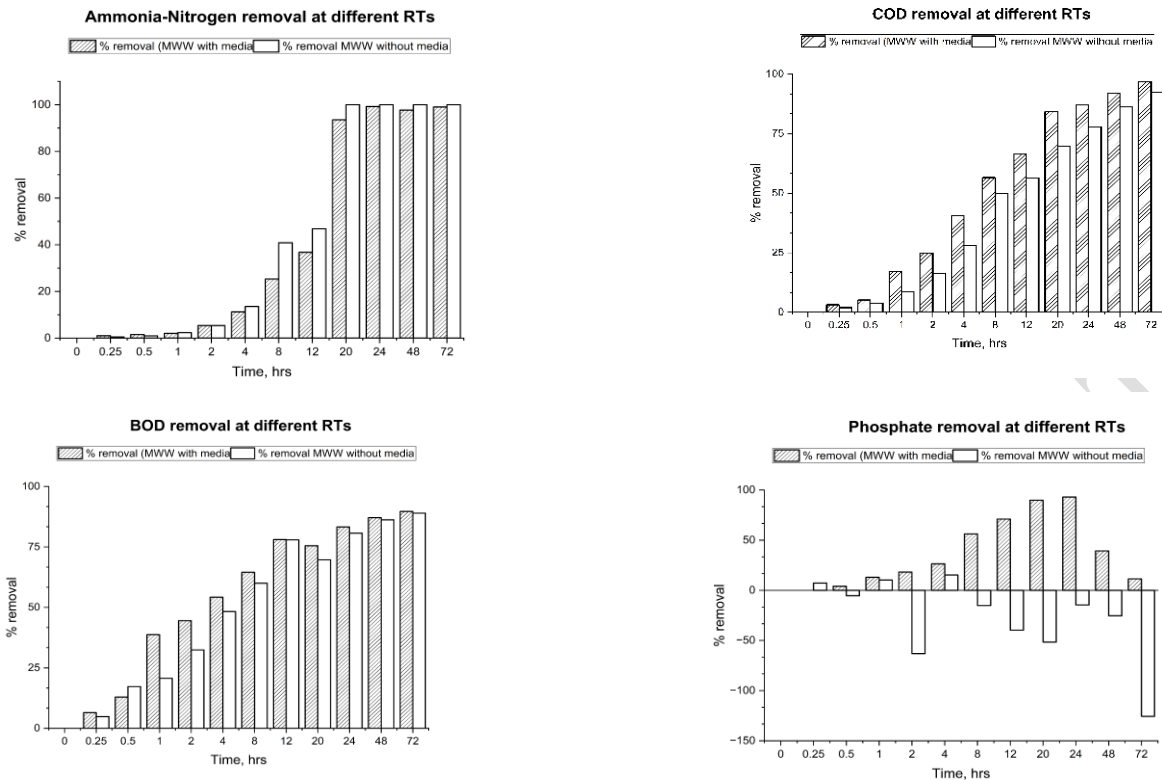 Ammonia-Nitrogen removal at different RTs
% removal (MWW with media % removal MWW without media
100
80
60
40
20
0
% removal
0 0.25 0.5 1 2 4 8 12 20 24 48 72
Time, hrs
COD removal at different RTs
% removal (MWW with media % removal MWW without media
100
75
50
25
0
% removal
0 0.25 0.5 1 2 4 8 12 20 24 48 72
Time, hrs
BOD removal at different RTs
% removal (MWW with media % removal MWW without media
100
75
50
25
0
% removal
0 0.25 0.5 1 2 4 8 12 20 24 48 72
Time, hrs
Phosphate removal at different RTs
% removal (MWW with media % removal MWW without media
100
50
0
−50
−100
−150
% removal
0 0.25 0.5 1 2 4 8 12 20 24 48 72
Time, hrs